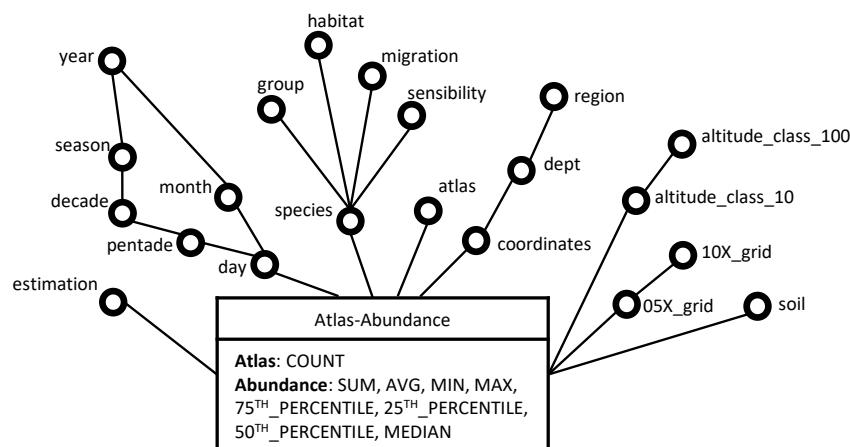 habitat
year
migration
group
sensibility
region
altitude_class_100
season
dept
month
atlas
decade
species
altitude_class_10
pentade
coordinates
10X_grid
day
estimation
05X_grid
soil
Atlas-Abundance
Atlas: COUNT
Abundance: SUM, AVG, MIN, MAX,
75TH_PERCENTILE, 25TH_PERCENTILE,
50TH_PERCENTILE, MEDIAN